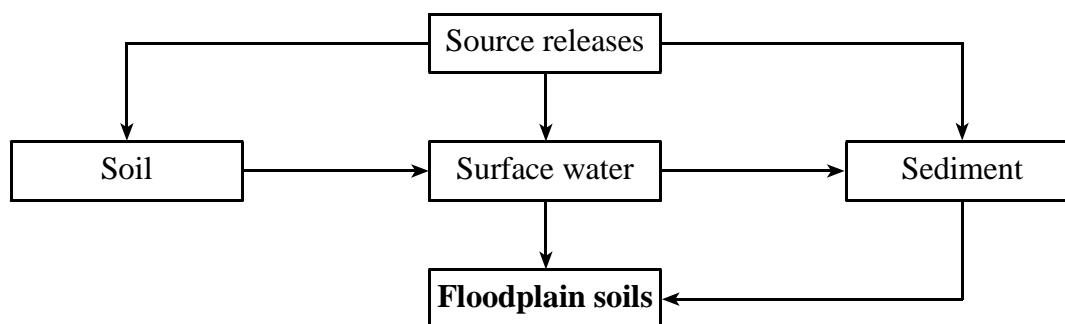 Source releases
Soil
Surface water
Sediment
Floodplain soils